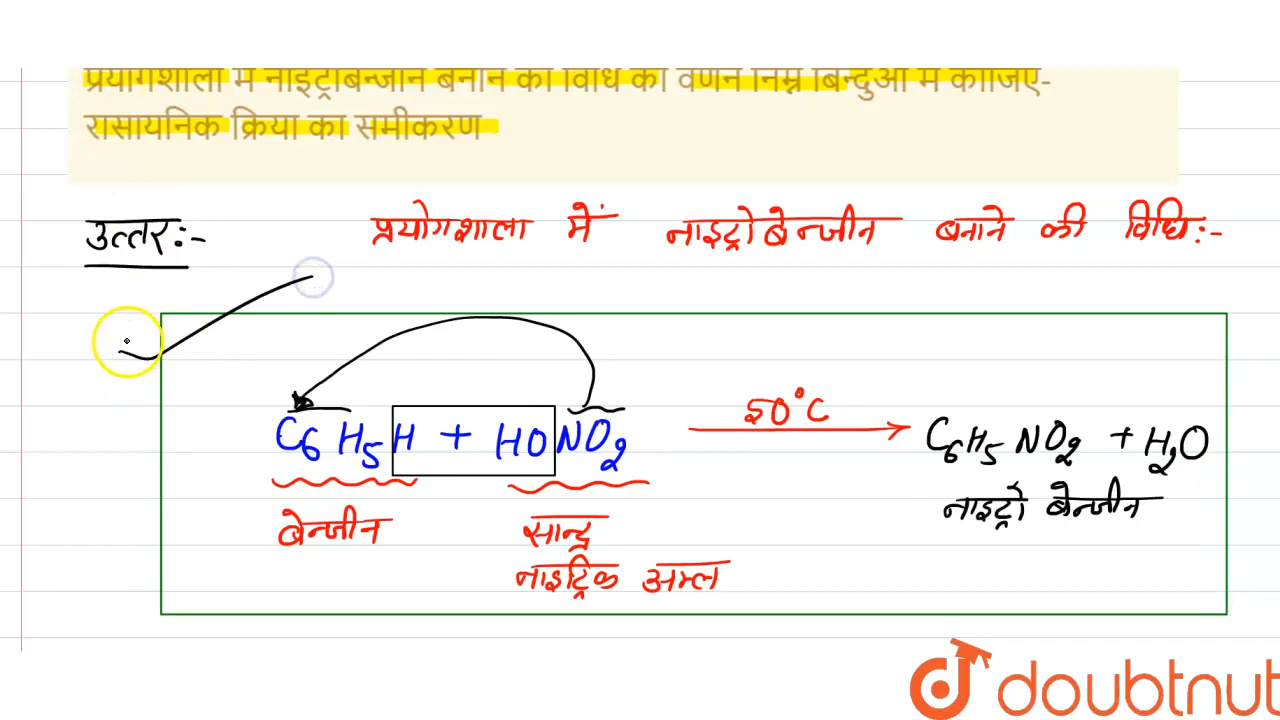 प्रयोगशाला में नाइट्रोबेन्जीन बनाने की विधि का वर्णन निम्न बिन्दुओं में कीजिए-
रासायनिक क्रिया का समीकरण
उत्तरः- प्रयोगशाला में नाइट्रोबेन्जीन बनाने की विधिः-
50°C
C6H5H + HONO2 C6H5NO2 + H2O
बेन्जीन सान्द्र नाइट्रो बेन्जीन
नाइट्रिक अम्ल
doubtnut